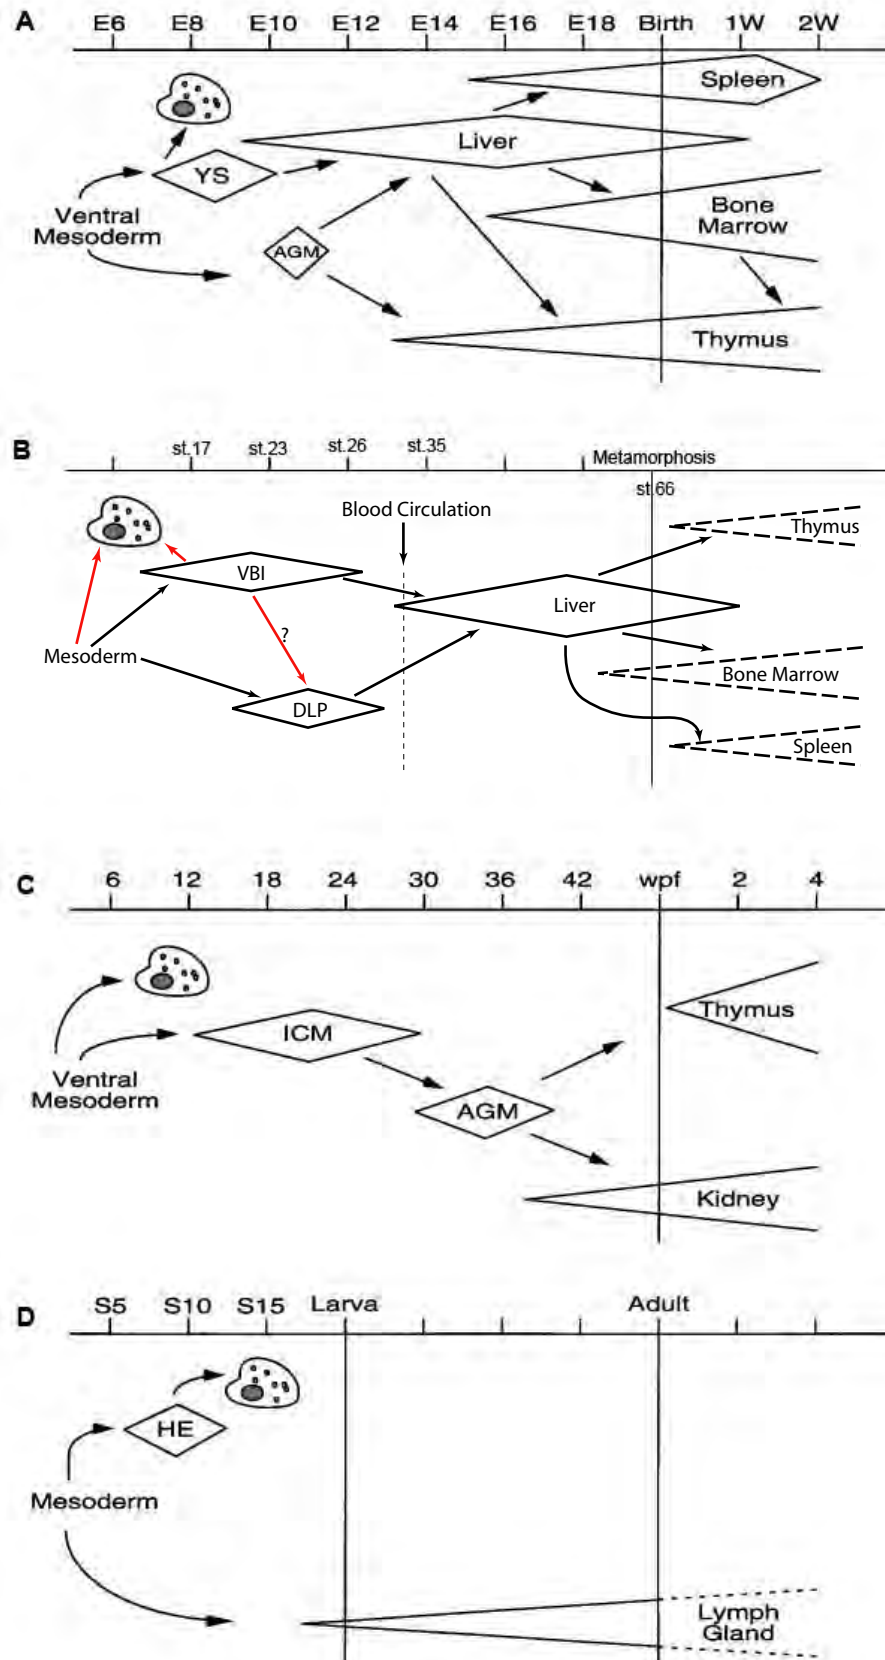 A
E6 E8 E10 E12 E14 E16 E18 Birth 1W 2W
Spleen
Liver
YS
Ventral
Mesoderm
AGM
Bone
Marrow
Thymus
B
st.17 st.23 st.26 st.35
Metamorphosis
st.66
Blood Circulation
Thymus
VBI
Liver
?
Mesoderm
Bone Marrow
DLP
Spleen
C
6 12 18 24 30 36 42 wpf 2 4
Thymus
ICM
Ventral
Mesoderm
AGM
Kidney
D
S5 S10 S15 Larva Adult
HE
Mesoderm
Lymph
Gland